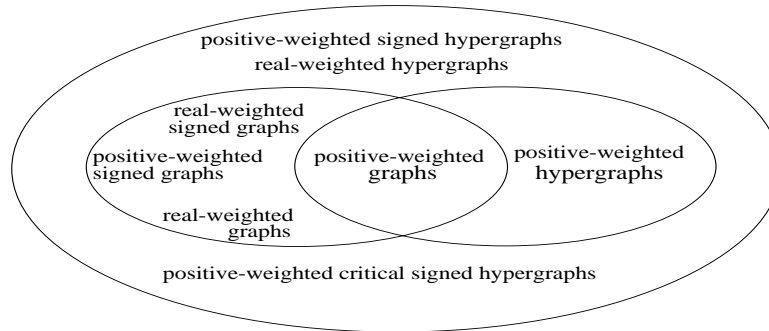 positive-weighted signed hypergraphs
real-weighted hypergraphs
real-weighted
signed graphs
positive-weighted
signed graphs
real-weighted
graphs
positive-weighted
graphs
positive-weighted
hypergraphs
positive-weighted critical signed hypergraphs